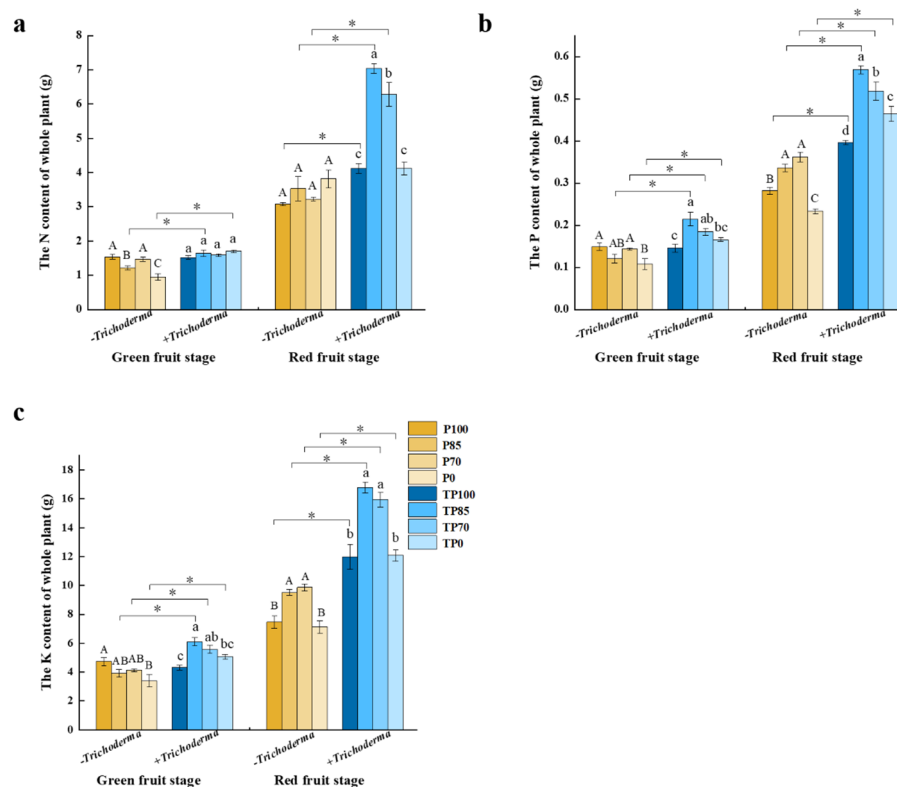 a
The N content of whole plant (g)
8
7
6
5
4
3
2
1
0
A
B
A
C
a
a
a
a
*
*
A
A
A
A
c
a
b
c
*
*
*
-Trichoderma
+Trichoderma
-Trichoderma
+Trichoderma
Green fruit stage
Red fruit stage
b
The P content of whole plant (g)
0.6
0.5
0.4
0.3
0.2
0.1
0.0
A
AB
A
B
c
a
ab
bc
*
*
*
B
A
A
C
d
a
b
c
*
*
*
*
-Trichoderma
+Trichoderma
-Trichoderma
+Trichoderma
Green fruit stage
Red fruit stage
c
The K content of whole plant (g)
18
16
14
12
10
8
6
4
2
0
A
AB
AB
B
c
a
ab
bc
*
*
*
B
A
A
B
b
a
a
b
*
*
*
*
-Trichoderma
+Trichoderma
-Trichoderma
+Trichoderma
Green fruit stage
Red fruit stage
P100
P85
P70
P0
TP100
TP85
TP70
TP0